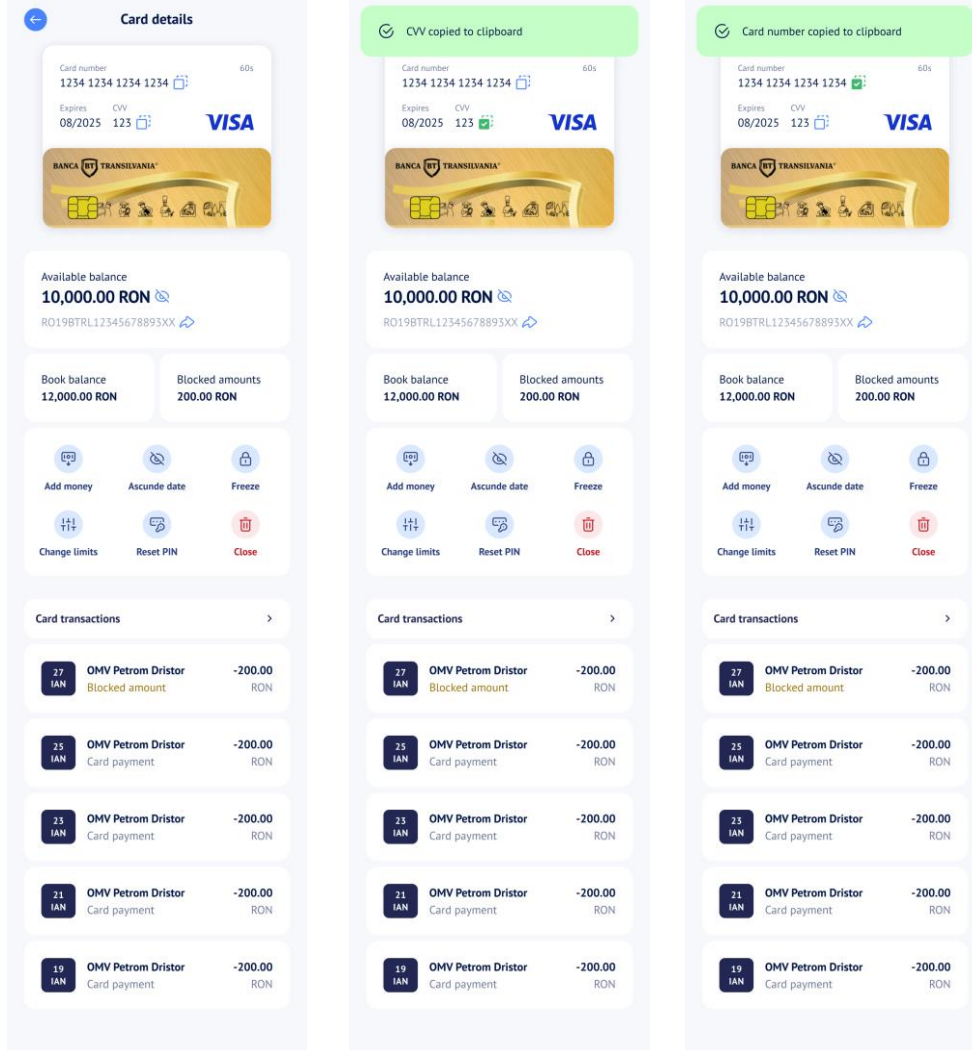 Card details
Card number 60s
1234 1234 1234 1234
Expires CVV
08/2025 123 VISA
BANCA BT TRANSILVANIA
Available balance
10,000.00 RON
RO19BTRL12345678893XX
Book balance Blocked amounts
12,000.00 RON 200.00 RON
Add money Ascunde date Freeze
Change limits Reset PIN Close
Card transactions
27 OMV Petrom Dristor -200.00
IAN Blocked amount RON
25 OMV Petrom Dristor -200.00
IAN Card payment RON
23 OMV Petrom Dristor -200.00
IAN Card payment RON
21 OMV Petrom Dristor -200.00
IAN Card payment RON
19 OMV Petrom Dristor -200.00
IAN Card payment RON
CVV copied to clipboard
Card number 60s
1234 1234 1234 1234
Expires CVV
08/2025 123 VISA
BANCA BT TRANSILVANIA
Available balance
10,000.00 RON
RO19BTRL12345678893XX
Book balance Blocked amounts
12,000.00 RON 200.00 RON
Add money Ascunde date Freeze
Change limits Reset PIN Close
Card transactions
27 OMV Petrom Dristor -200.00
IAN Blocked amount RON
25 OMV Petrom Dristor -200.00
IAN Card payment RON
23 OMV Petrom Dristor -200.00
IAN Card payment RON
21 OMV Petrom Dristor -200.00
IAN Card payment RON
19 OMV Petrom Dristor -200.00
IAN Card payment RON
Card number copied to clipboard
Card number 60s
1234 1234 1234 1234
Expires CVV
08/2025 123 VISA
BANCA BT TRANSILVANIA
Available balance
10,000.00 RON
RO19BTRL12345678893XX
Book balance Blocked amounts
12,000.00 RON 200.00 RON
Add money Ascunde date Freeze
Change limits Reset PIN Close
Card transactions
27 OMV Petrom Dristor -200.00
IAN Blocked amount RON
25 OMV Petrom Dristor -200.00
IAN Card payment RON
23 OMV Petrom Dristor -200.00
IAN Card payment RON
21 OMV Petrom Dristor -200.00
IAN Card payment RON
19 OMV Petrom Dristor -200.00
IAN Card payment RON